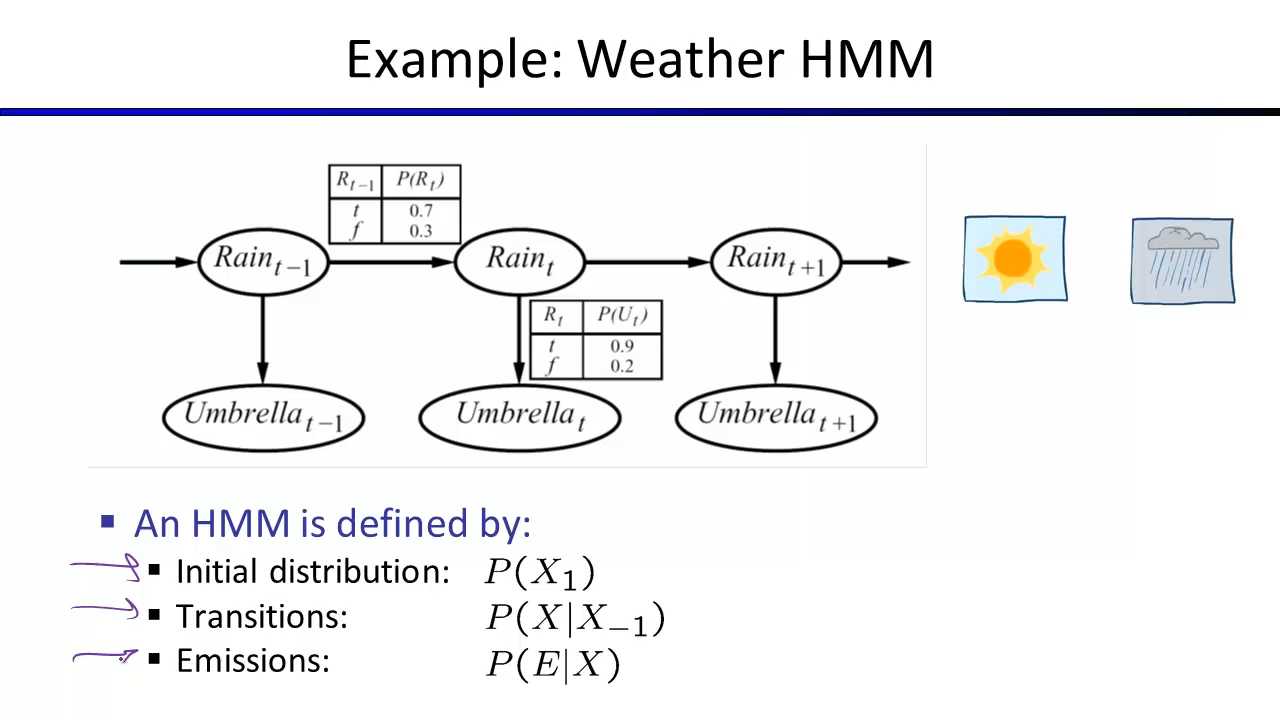 Example: Weather HMM
R_{t-1} P(R_t)
t 0.7
f 0.3
Rain_{t-1} Rain_t Rain_{t+1}
R_t P(U_t)
t 0.9
f 0.2
Umbrella_{t-1} Umbrella_t Umbrella_{t+1}
▪ An HMM is defined by:
▪ Initial distribution: P(X_1)
▪ Transitions: P(X|X_{-1})
▪ Emissions: P(E|X)